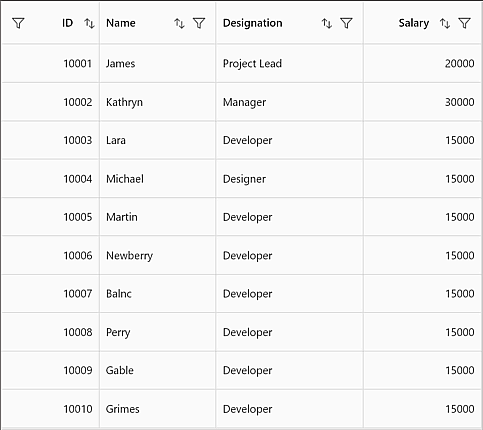 ID Name Designation Salary
10001 James Project Lead 20000
10002 Kathryn Manager 30000
10003 Lara Developer 15000
10004 Michael Designer 15000
10005 Martin Developer 15000
10006 Newberry Developer 15000
10007 Balnc Developer 15000
10008 Perry Developer 15000
10009 Gable Developer 15000
10010 Grimes Developer 15000